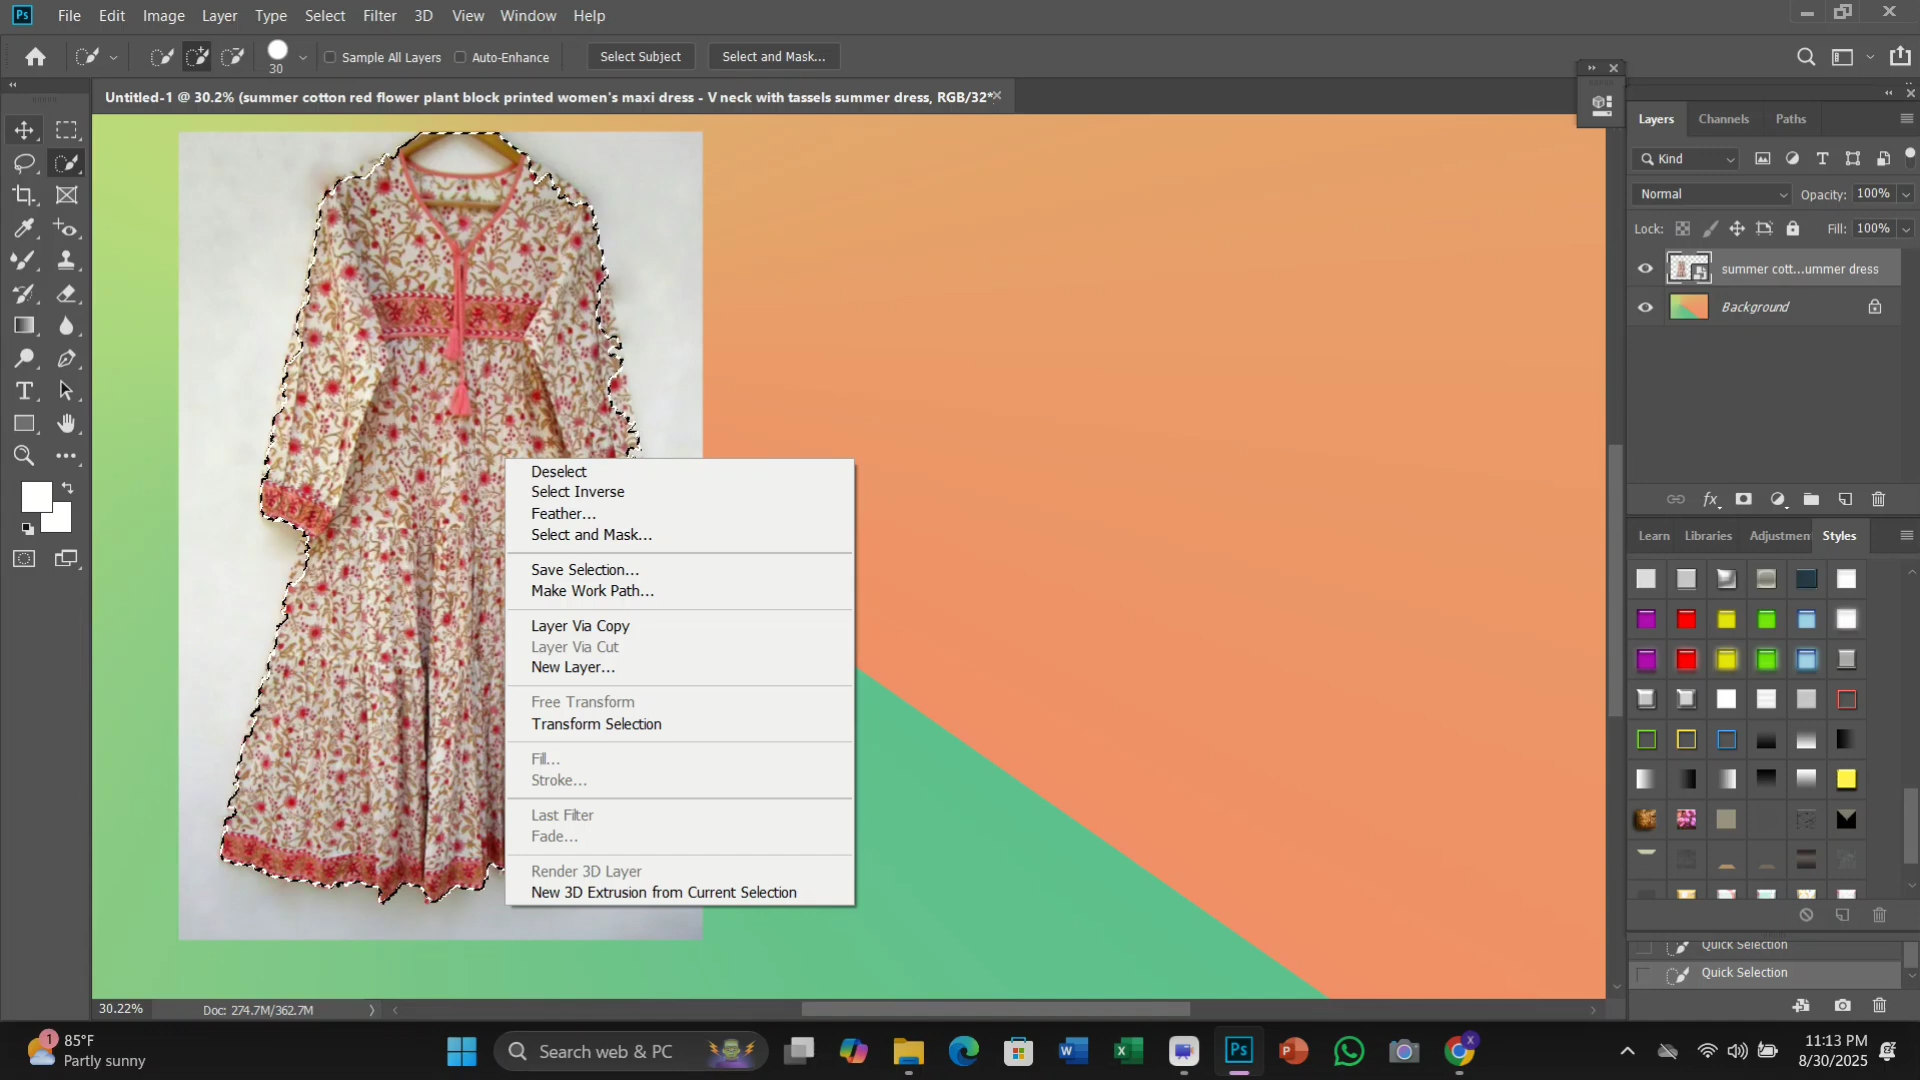 Ps File Edit Image Layer Type Select Filter 3D View Window Help
30 Sample All Layers Auto-Enhance Select Subject Select and Mask...
Untitled-1 @ 30.2% (summer cotton red flower plant block printed women's maxi dress - V neck with tassels summer dress, RGB/32*
Layers Channels Paths
Kind
Normal Opacity: 100%
Lock: Fill: 100%
summer cott...ummer dress
Background
fx
Deselect
Select Inverse
Feather...
Select and Mask...
Save Selection...
Make Work Path...
Layer Via Copy
Layer Via Cut
New Layer...
Free Transform
Transform Selection
Fill...
Stroke...
Last Filter
Fade...
Render 3D Layer
New 3D Extrusion from Current Selection
Learn Libraries Adjustmen Styles
Quick Selection
Quick Selection
30.22% Doc: 274.7M/362.7M
1 85°F
Partly sunny
Search web & PC
Ps
11:13 PM
8/30/2025